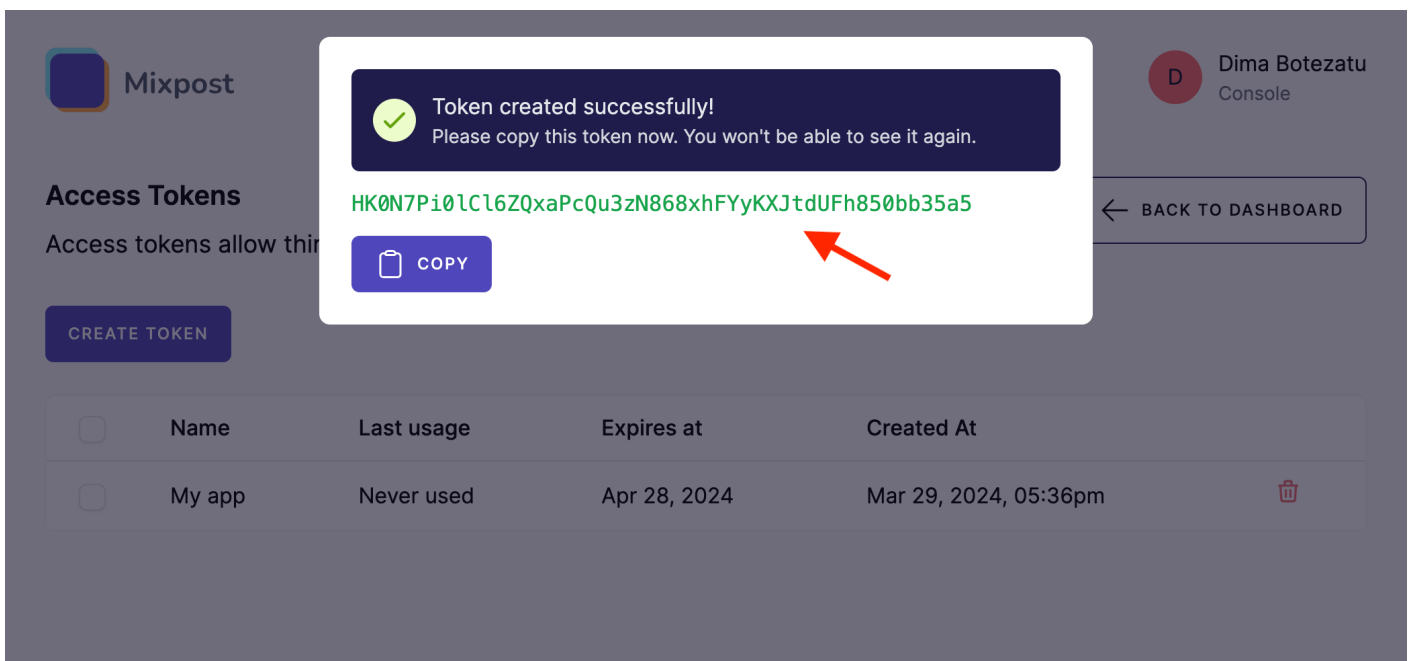 Mixpost
Dima Botezatu
Console
Token created successfully!
Please copy this token now. You won't be able to see it again.
HK0N7Pi0lCl6ZQxaPcQu3zN868xhFYyKXJtdUFh850bb35a5
COPY
Access Tokens
Access tokens allow thir
BACK TO DASHBOARD
CREATE TOKEN
Name Last usage Expires at Created At
My app Never used Apr 28, 2024 Mar 29, 2024, 05:36pm
D